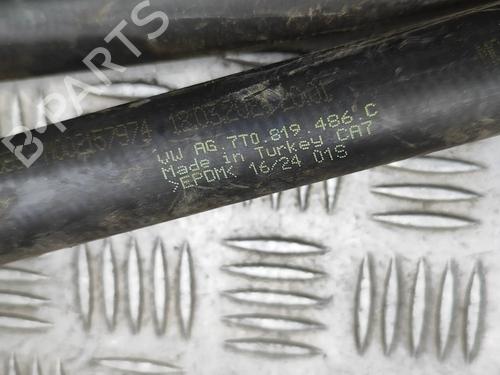 B-PARTS
VW AG. 7T0.819.486.C
Made in Turkey CA7
>EPDM< 16/24 01S